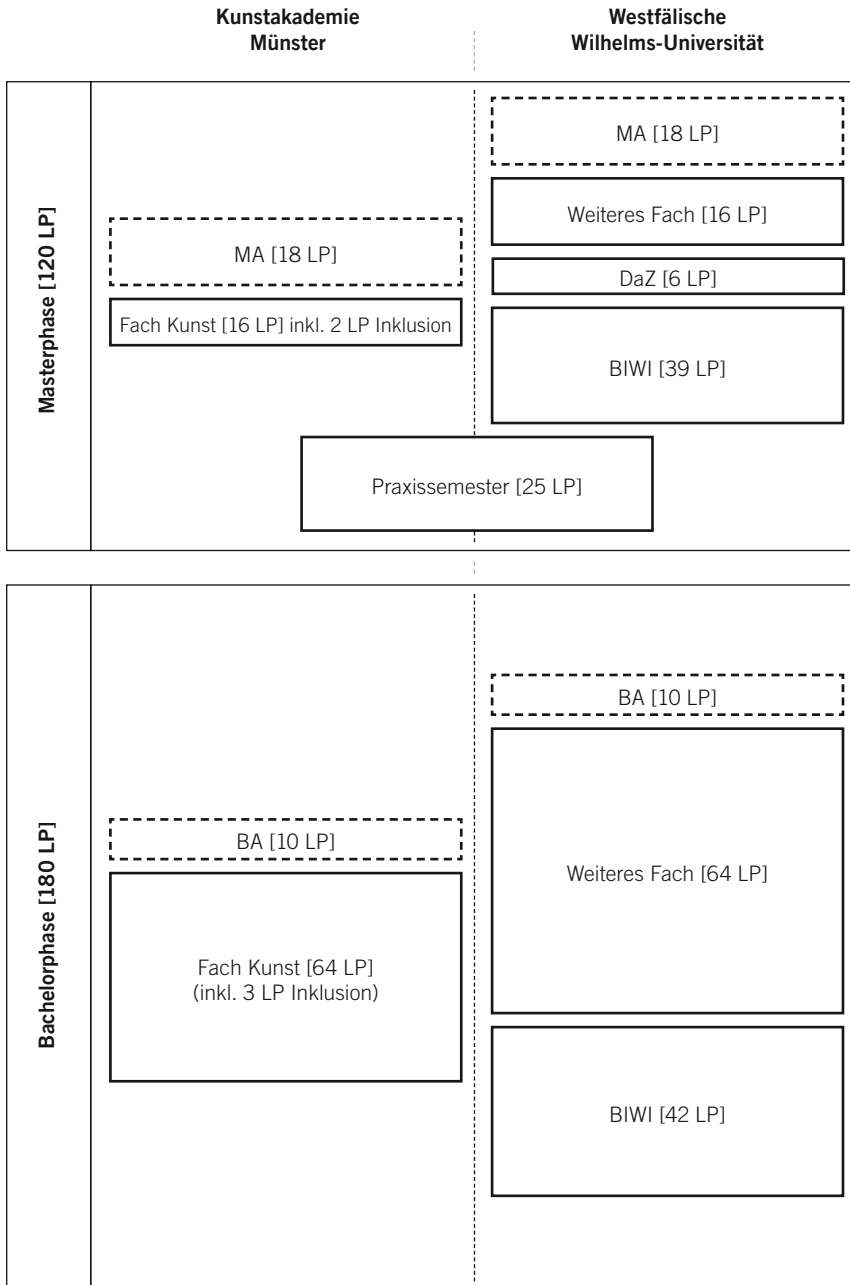 Kunstakademie
Münster
Westfälische
Wilhelms-Universität
Masterphase [120 LP]
MA [18 LP]
Fach Kunst [16 LP] inkl. 2 LP Inklusion
MA [18 LP]
Weiteres Fach [16 LP]
DaZ [6 LP]
BIWI [39 LP]
Praxissemester [25 LP]
Bachelorphase [180 LP]
BA [10 LP]
Fach Kunst [64 LP]
(inkl. 3 LP Inklusion)
BA [10 LP]
Weiteres Fach [64 LP]
BIWI [42 LP]